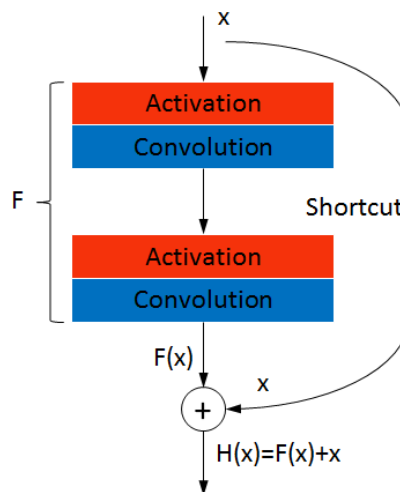 x
Activation
Convolution
F
Shortcut
Activation
Convolution
F(x)
x
+
H(x)=F(x)+x